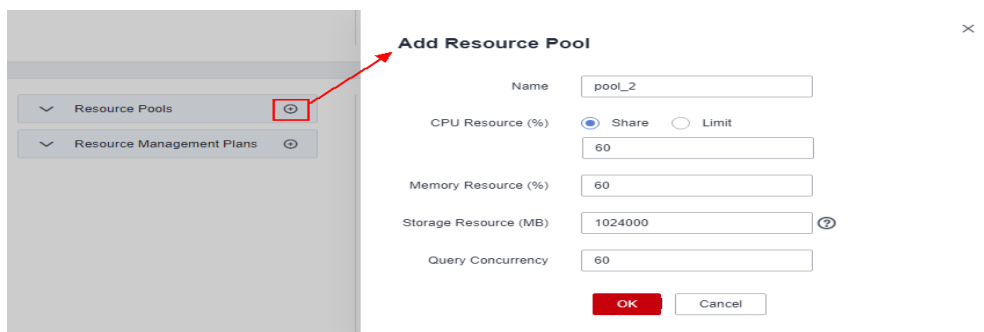 Add Resource Pool
Name
pool_2
Resource Pools
CPU Resource (%)
Share
Limit
Resource Management Plans
60
Memory Resource (%)
60
Storage Resource (MB)
1024000
Query Concurrency
60
OK
Cancel